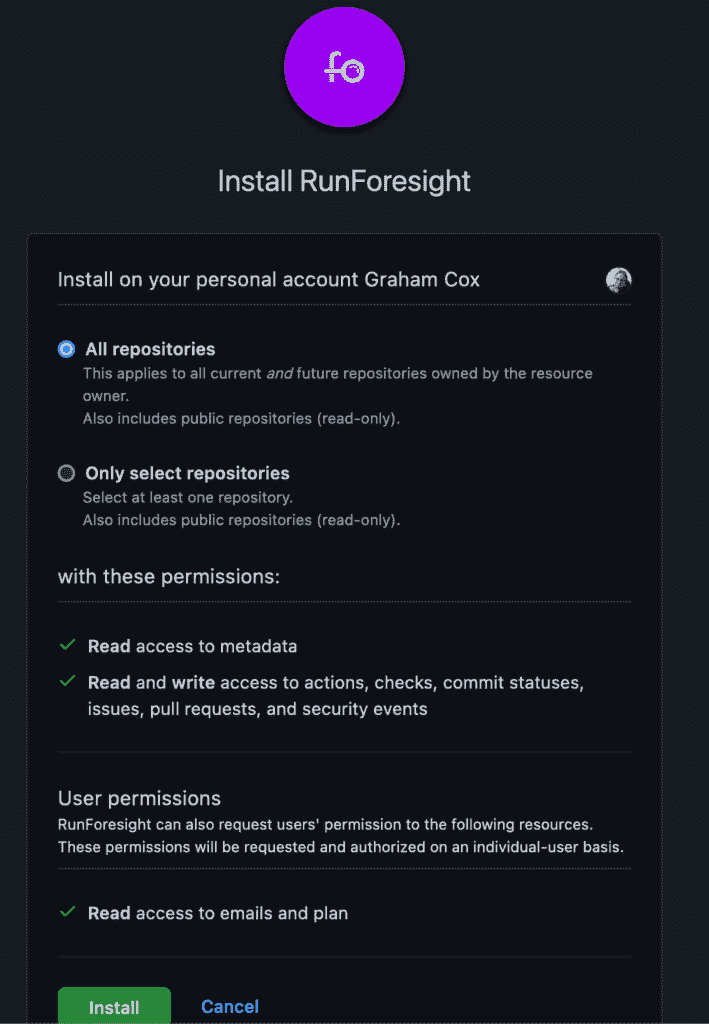 fo
Install RunForesight
Install on your personal account Graham Cox
All repositories
This applies to all current and future repositories owned by the resource
owner.
Also includes public repositories (read-only).
Only select repositories
Select at least one repository.
Also includes public repositories (read-only).
with these permissions:
Read access to metadata
Read and write access to actions, checks, commit statuses,
issues, pull requests, and security events
User permissions
RunForesight can also request users' permission to the following resources.
These permissions will be requested and authorized on an individual-user basis.
Read access to emails and plan
Install Cancel